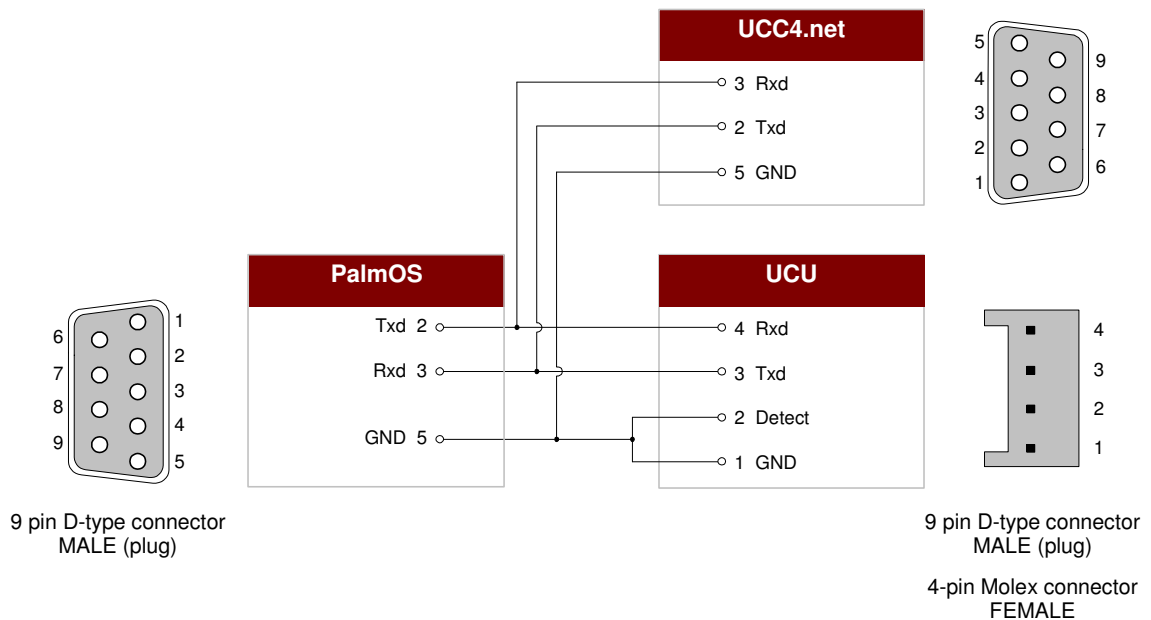 UCC4.net
3 Rxd
2 Txd
5 GND
5
4
3
2
1
9
8
7
6
PalmOS
Txd 2
Rxd 3
GND 5
UCU
4 Rxd
3 Txd
2 Detect
1 GND
6
7
8
9
1
2
3
4
5
4
3
2
1
9 pin D-type connector
MALE (plug)
9 pin D-type connector
MALE (plug)
4-pin Molex connector
FEMALE